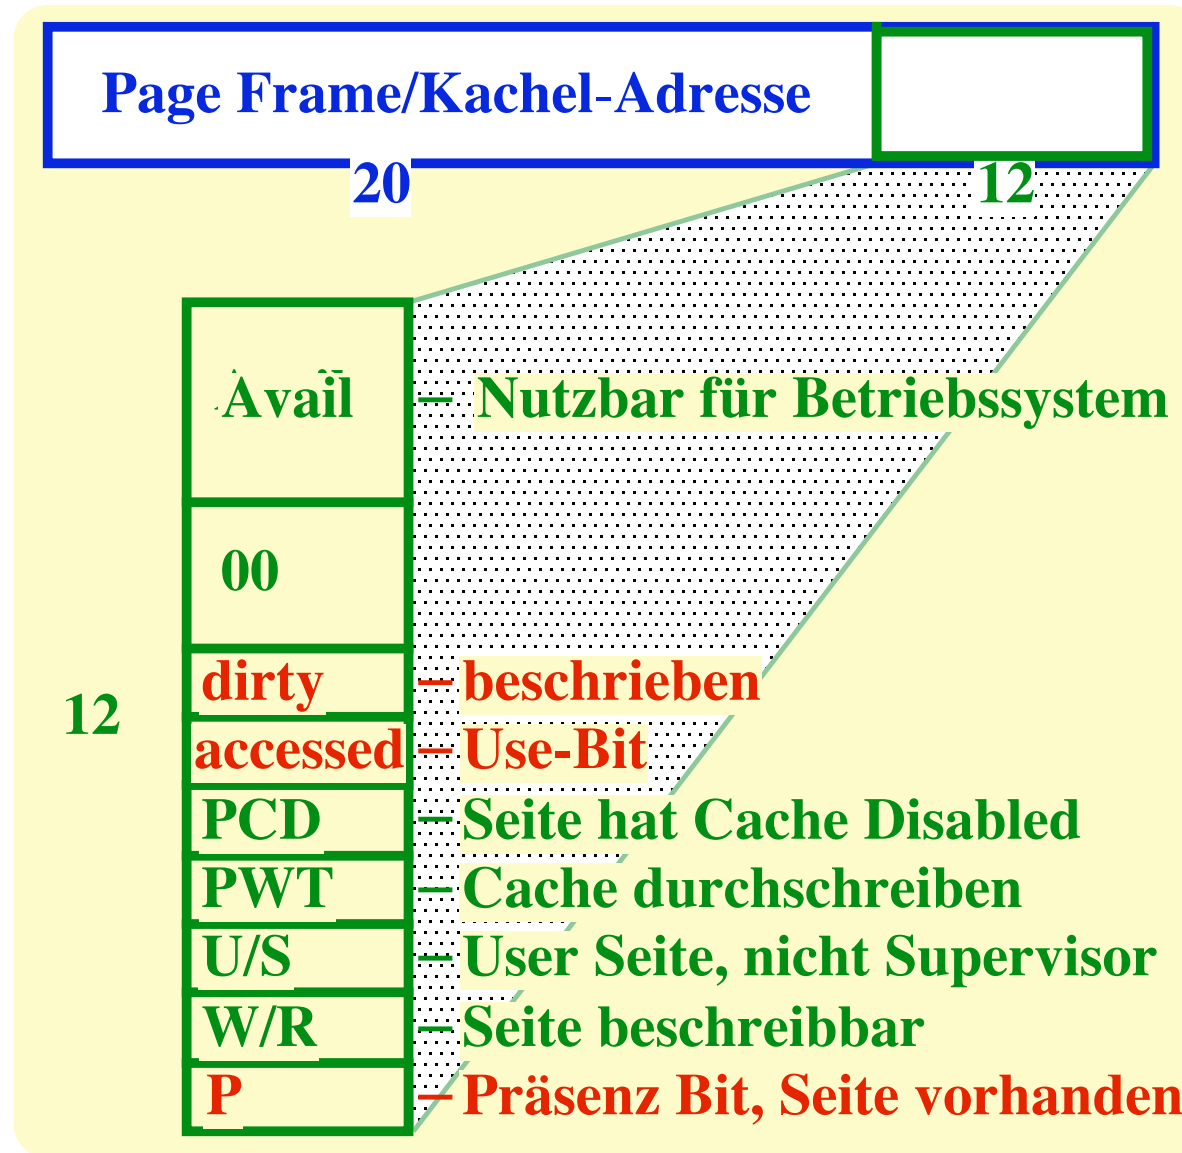 Page Frame/Kachel-Adresse
20
12
Avail – Nutzbar für Betriebssystem
00
12
dirty – beschrieben
accessed – Use-Bit
PCD – Seite hat Cache Disabled
PWT – Cache durchschreiben
U/S – User Seite, nicht Supervisor
W/R – Seite beschreibbar
P – Präsenz Bit, Seite vorhanden